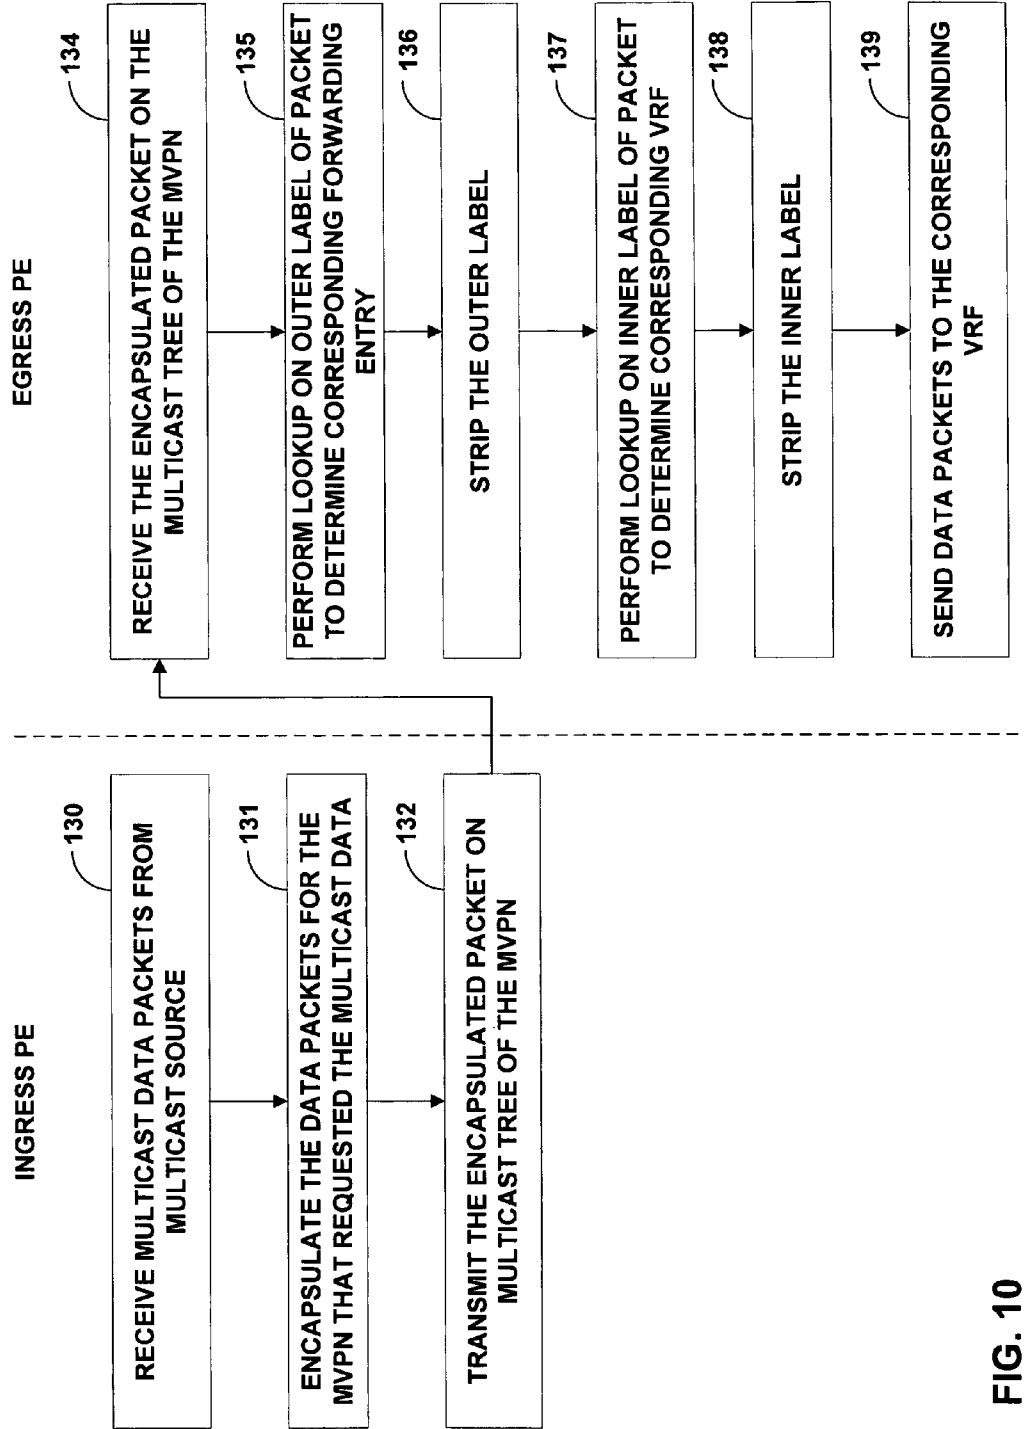 INGRESS PE
130
RECEIVE MULTICAST DATA PACKETS FROM
MULTICAST SOURCE
131
ENCAPSULATE THE DATA PACKETS FOR THE
MVPN THAT REQUESTED THE MULTICAST DATA
132
TRANSMIT THE ENCAPSULATED PACKET ON
MULTICAST TREE OF THE MVPN
EGRESS PE
134
RECEIVE THE ENCAPSULATED PACKET ON THE
MULTICAST TREE OF THE MVPN
135
PERFORM LOOKUP ON OUTER LABEL OF PACKET
TO DETERMINE CORRESPONDING FORWARDING
ENTRY
136
STRIP THE OUTER LABEL
137
PERFORM LOOKUP ON INNER LABEL OF PACKET
TO DETERMINE CORRESPONDING VRF
138
STRIP THE INNER LABEL
139
SEND DATA PACKETS TO THE CORRESPONDING
VRF
FIG. 10